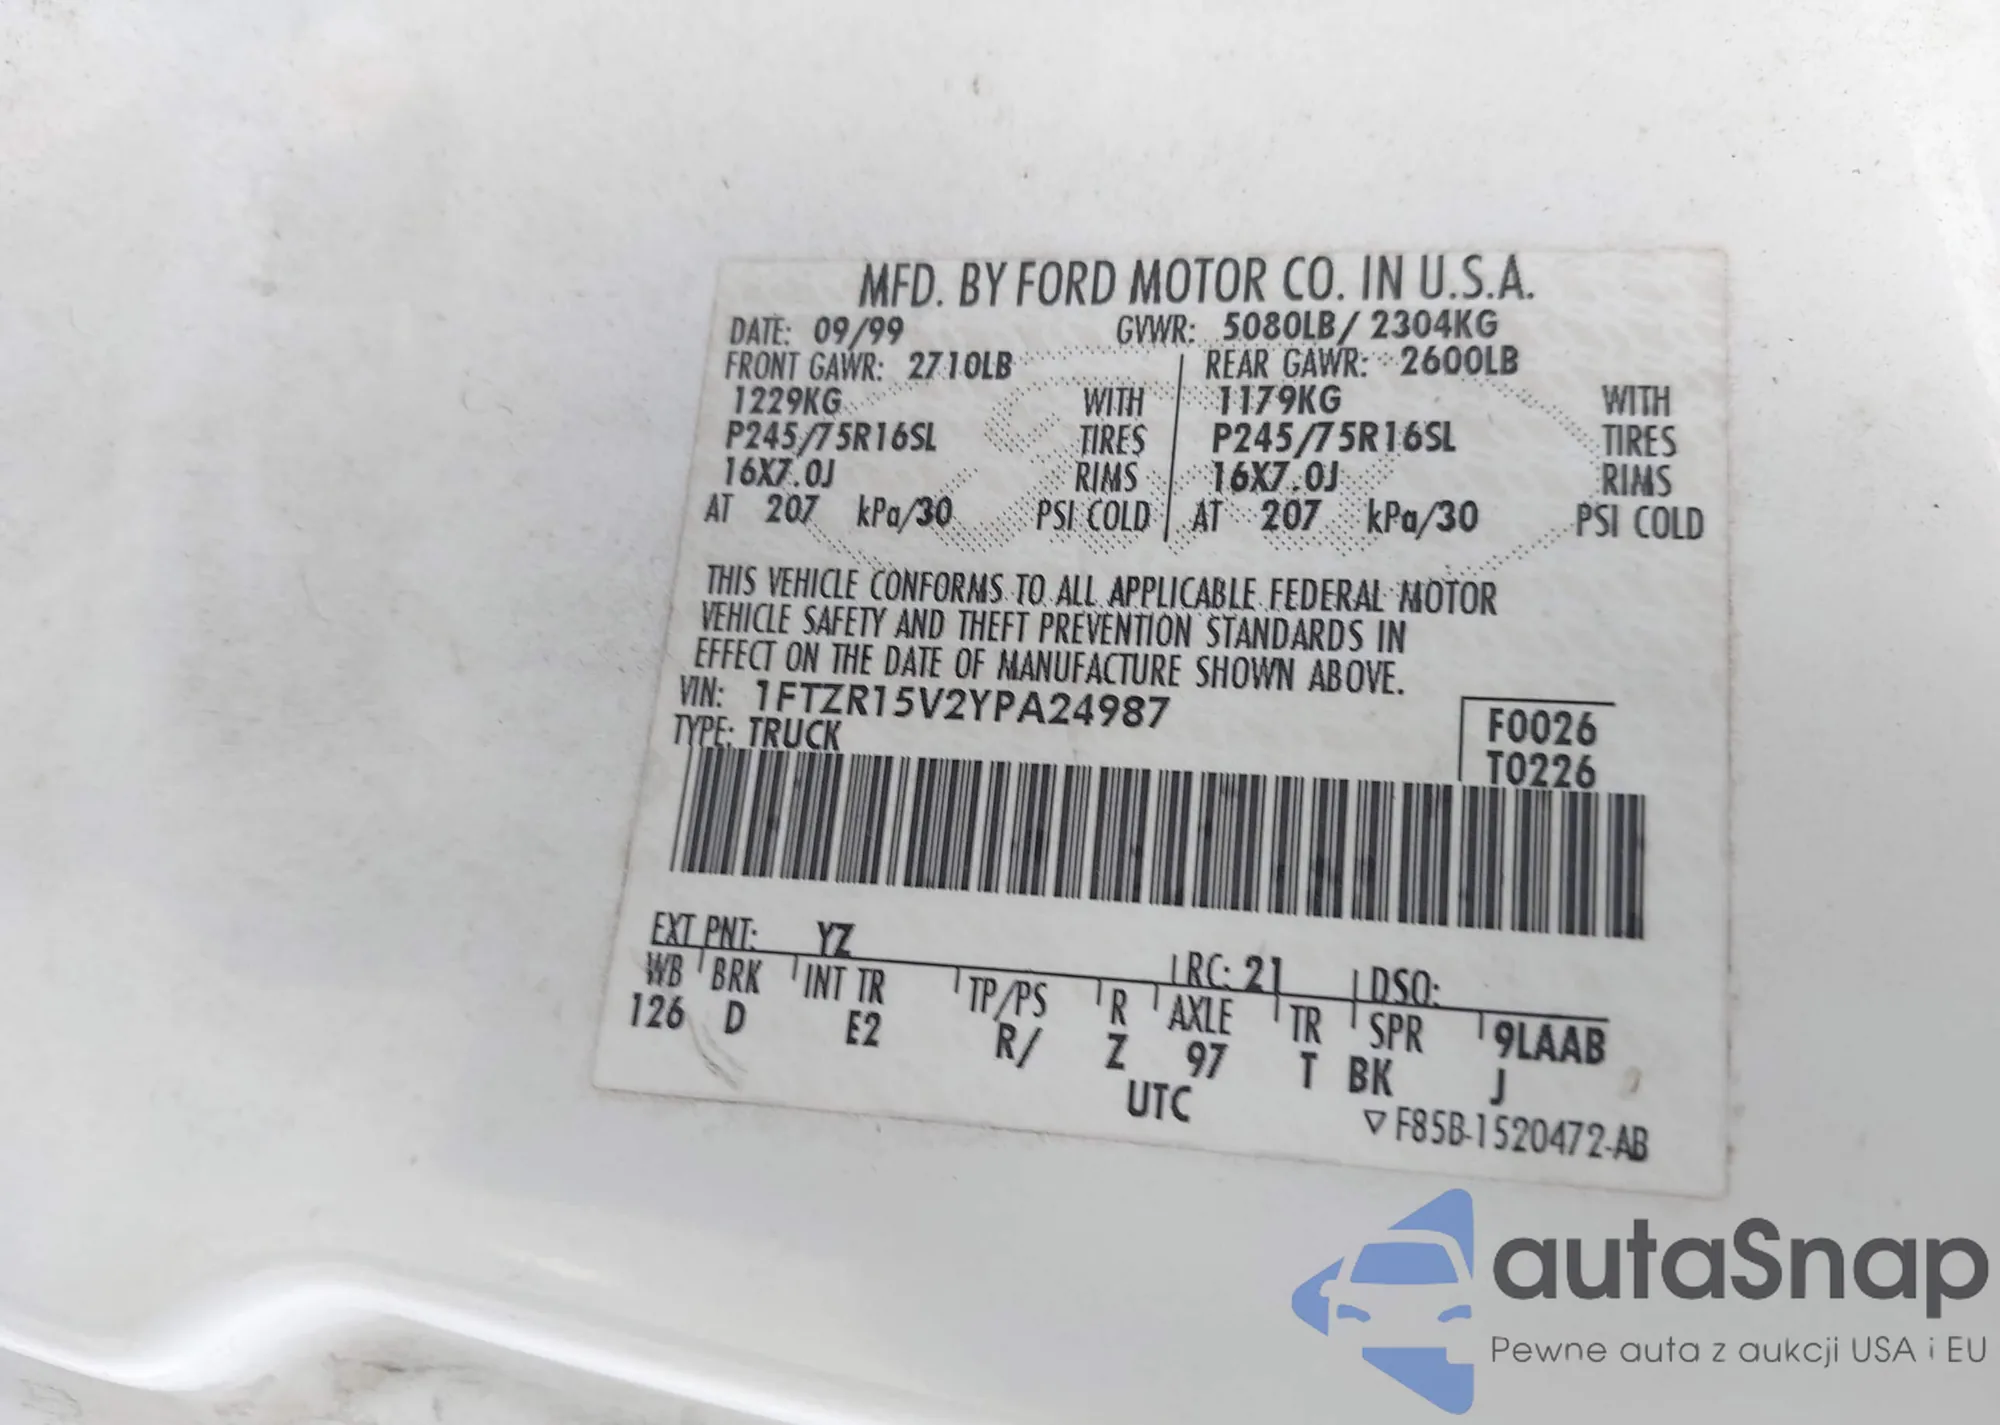 MFD. BY FORD MOTOR CO. IN U.S.A.
DATE: 09/99 GVWR: 5080LB/ 2304KG
FRONT GAWR: 2710LB REAR GAWR: 2600LB
1229KG WITH 1179KG WITH
P245/75R16SL TIRES P245/75R16SL TIRES
16X7.0J RIMS 16X7.0J RIMS
AT 207 kPa/30 PSI COLD AT 207 kPa/30 PSI COLD
THIS VEHICLE CONFORMS TO ALL APPLICABLE FEDERAL MOTOR
VEHICLE SAFETY AND THEFT PREVENTION STANDARDS IN
EFFECT ON THE DATE OF MANUFACTURE SHOWN ABOVE.
VIN: 1FTZR15V2YPA24987 F0026
TYPE: TRUCK T0226
EXT PNT: YZ RC: 21 DSO:
WB BRK INT TR TP/PS R AXLE TR SPR 9LAAB
126 D E2 R/ Z 97 T BK J
UTC ▽F85B-1520472-AB
autaSnap
Pewne auta z aukcji USA i EU